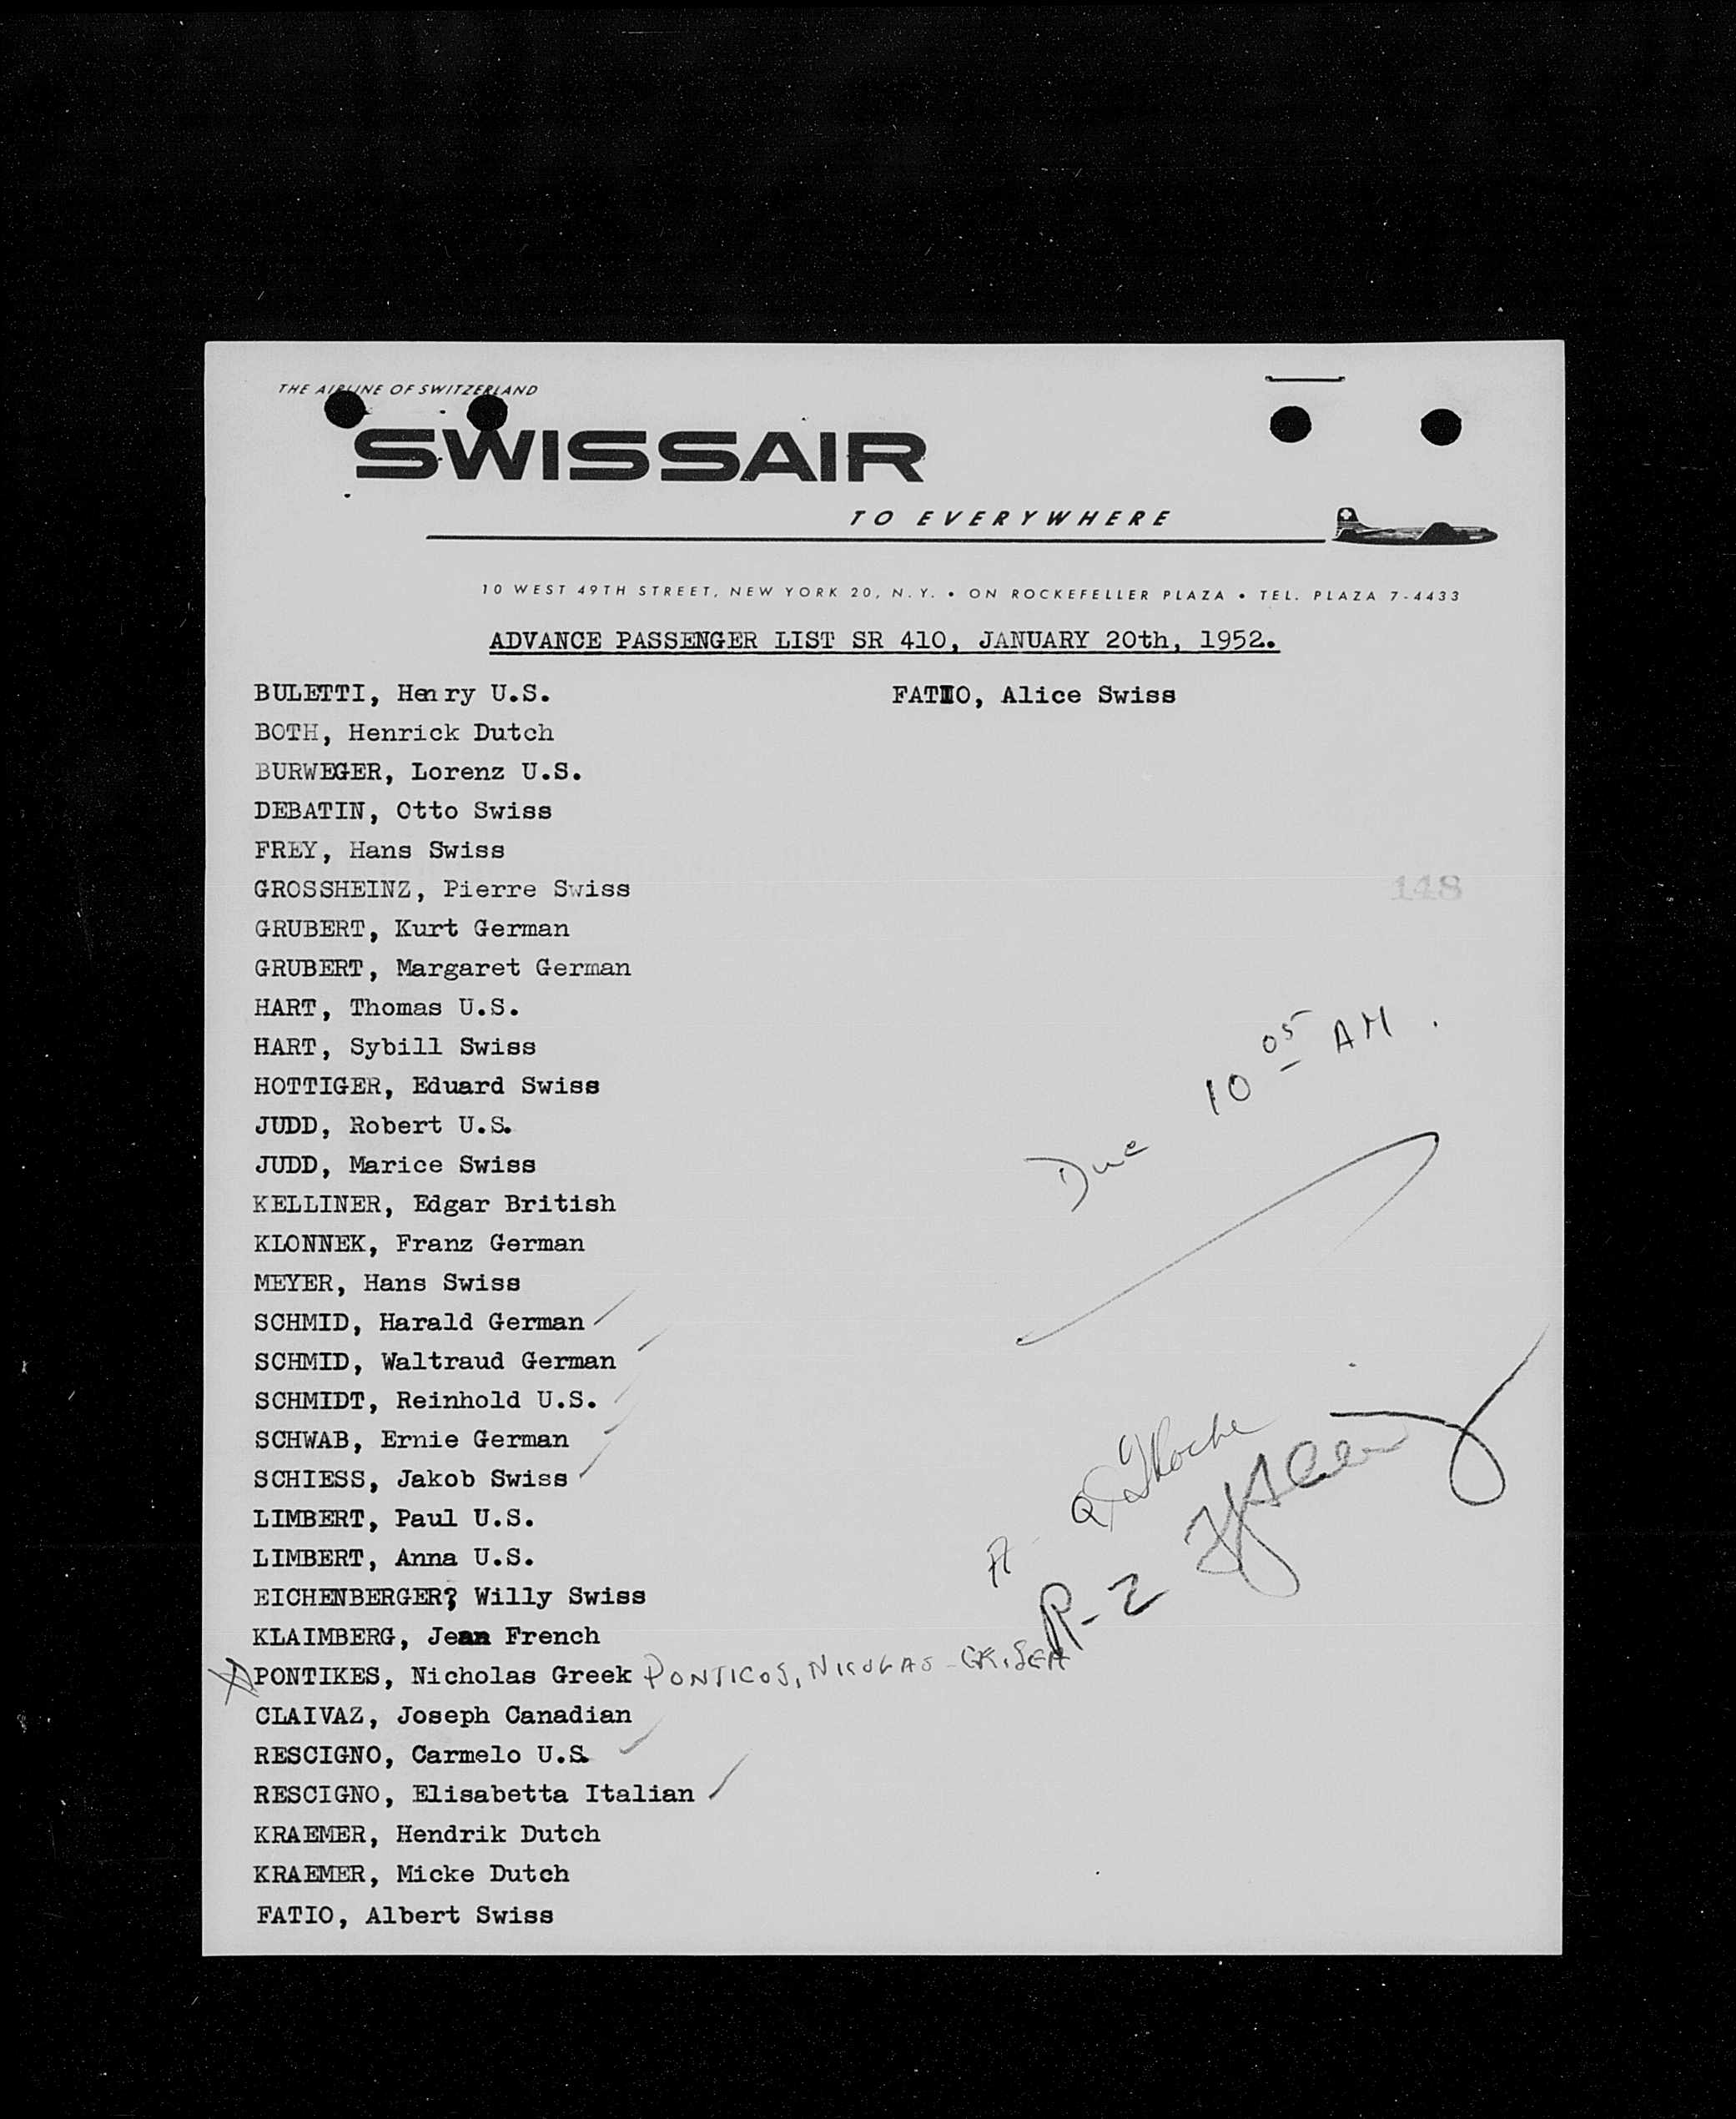 THE AIRLINE OF SWITZERLAND
SWISSAIR
TO EVERYWHERE
10 WEST 49TH STREET, NEW YORK 20, N.Y. • ON ROCKEFELLER PLAZA • TEL. PLAZA 7-4433
ADVANCE PASSENGER LIST SR 410, JANUARY 20th, 1952.
BULETTI, Henry U.S.
BOTH, Henrick Dutch
BURWEGER, Lorenz U.S.
DEBATIN, Otto Swiss
FREY, Hans Swiss
GROSSHEINZ, Pierre Swiss
GRUBERT, Kurt German
GRUBERT, Margaret German
HART, Thomas U.S.
HART, Sybill Swiss
HOTTIGER, Eduard Swiss
JUDD, Robert U.S.
JUDD, Marice Swiss
KELLINER, Edgar British
KLONNEK, Franz German
MEYER, Hans Swiss
SCHMID, Harald German
SCHMID, Waltraud German
SCHMIDT, Reinhold U.S.
SCHWAB, Ernie German
SCHIESS, Jakob Swiss
LIMBERT, Paul U.S.
LIMBERT, Anna U.S.
EICHENBERGER? Willy Swiss
KLAIMBERG, Jean French
PONTIKES, Nicholas Greek PONTICOS, NICOLAS - GK.SEA
CLAIVAZ, Joseph Canadian
RESCIGNO, Carmelo U.S.
RESCIGNO, Elisabetta Italian
KRAEMER, Hendrik Dutch
KRAEMER, Micke Dutch
FATIO, Albert Swiss
FATIO, Alice Swiss
148
Due 10 05 AM.
A -
R-2